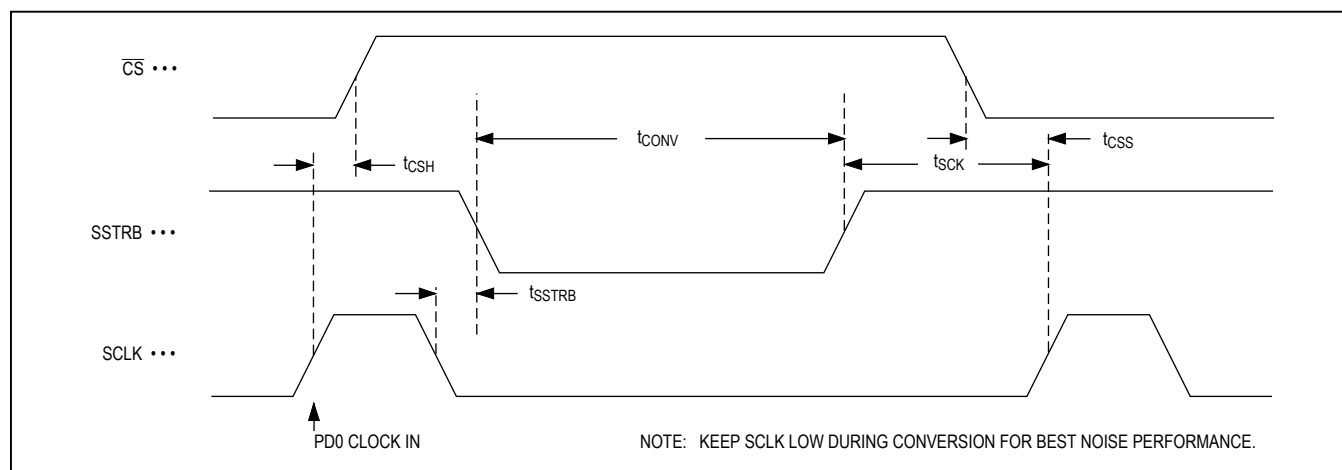 CS •••
tCONV
tCSS
tCSH
tSCK
SSTRB •••
tSSTRB
SCLK •••
PD0 CLOCK IN
NOTE: KEEP SCLK LOW DURING CONVERSION FOR BEST NOISE PERFORMANCE.